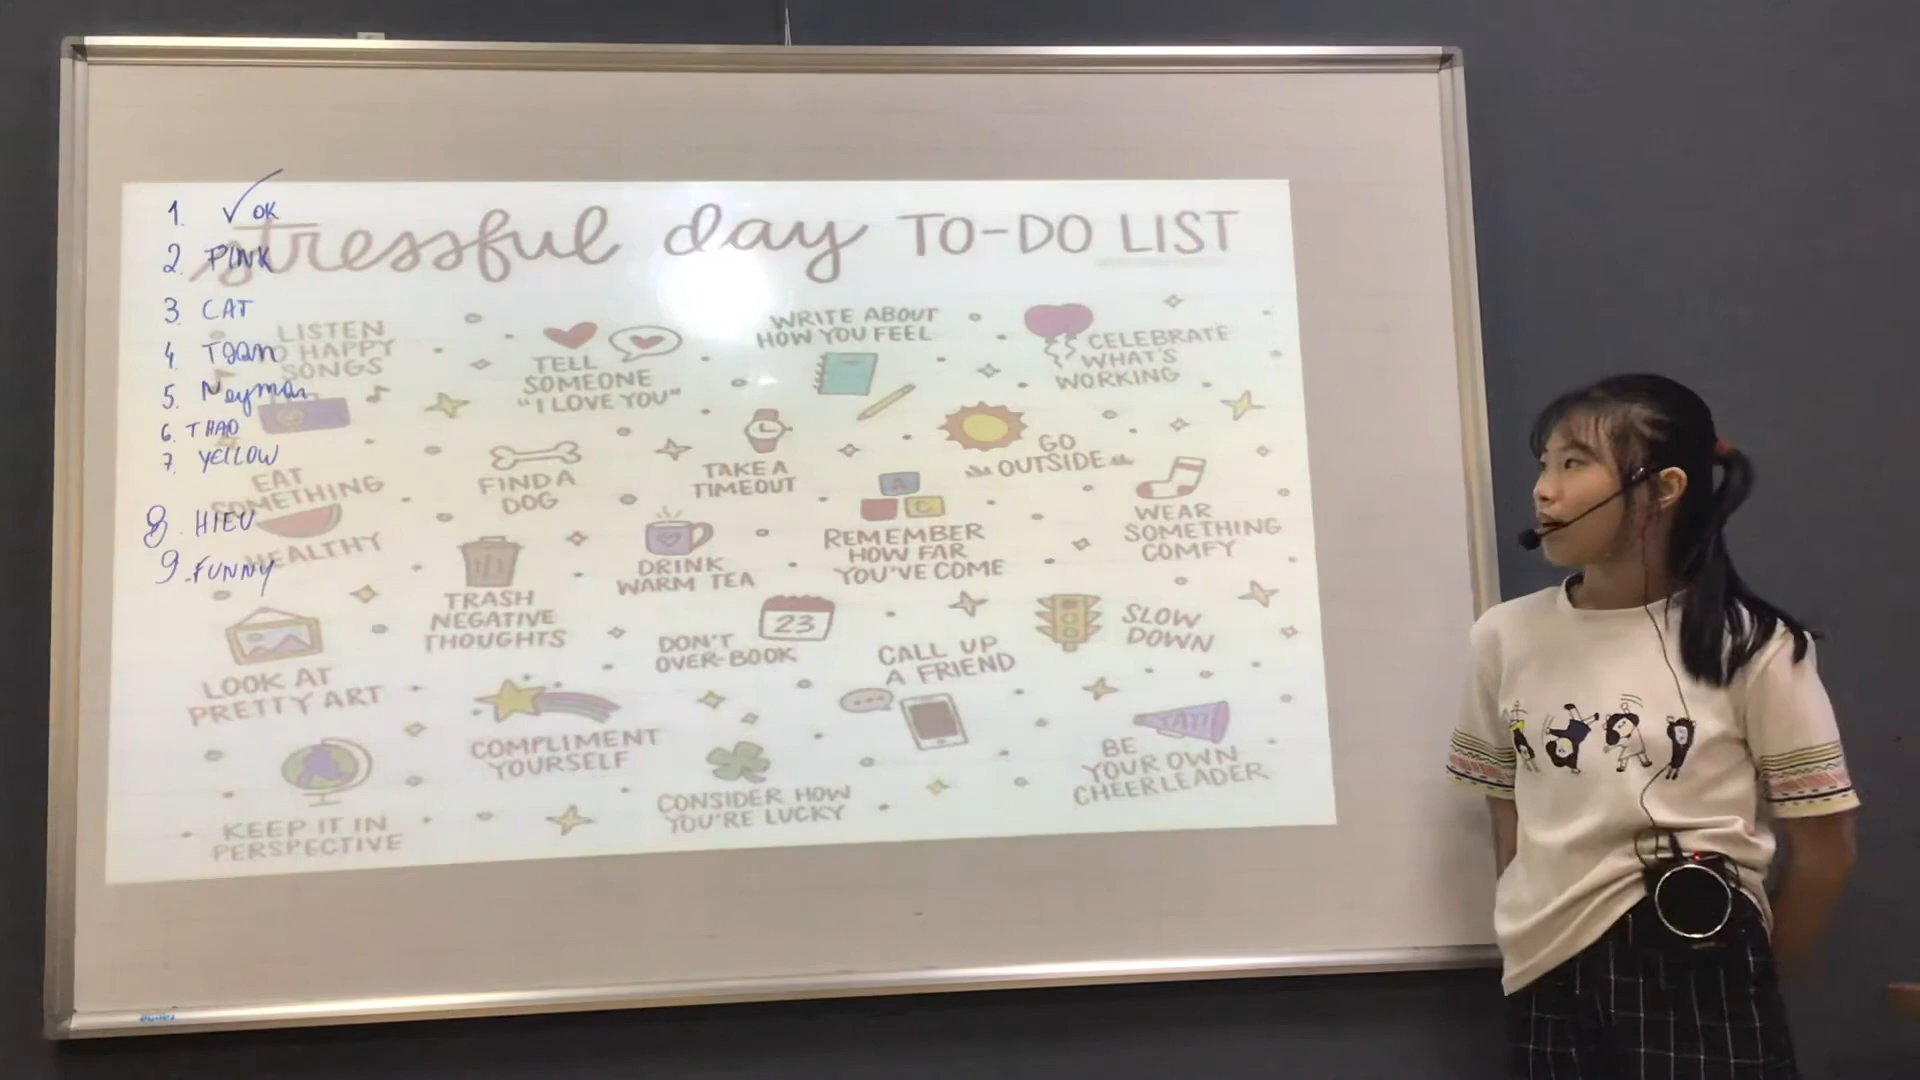 1. ✓ OK
2. PINK
3. CAT
4. TOAN
5. Neymar
6. THAO
7. YELLOW
8. HIEU
9. FUNNY
stressful day TO-DO LIST
LISTEN
TO HAPPY
SONGS
TELL
SOMEONE
"I LOVE YOU"
WRITE ABOUT
HOW YOU FEEL
CELEBRATE
WHAT'S
WORKING
EAT
SOMETHING
HEALTHY
FIND A
DOG
TAKE A
TIMEOUT
GO
OUTSIDE
TRASH
NEGATIVE
THOUGHTS
DRINK
WARM TEA
A
C
REMEMBER
HOW FAR
YOU'VE COME
WEAR
SOMETHING
COMFY
LOOK AT
PRETTY ART
DON'T
OVER-BOOK
23
CALL UP
A FRIEND
SLOW
DOWN
KEEP IT IN
PERSPECTIVE
COMPLIMENT
YOURSELF
CONSIDER HOW
YOU'RE LUCKY
YAY!
BE
YOUR OWN
CHEERLEADER